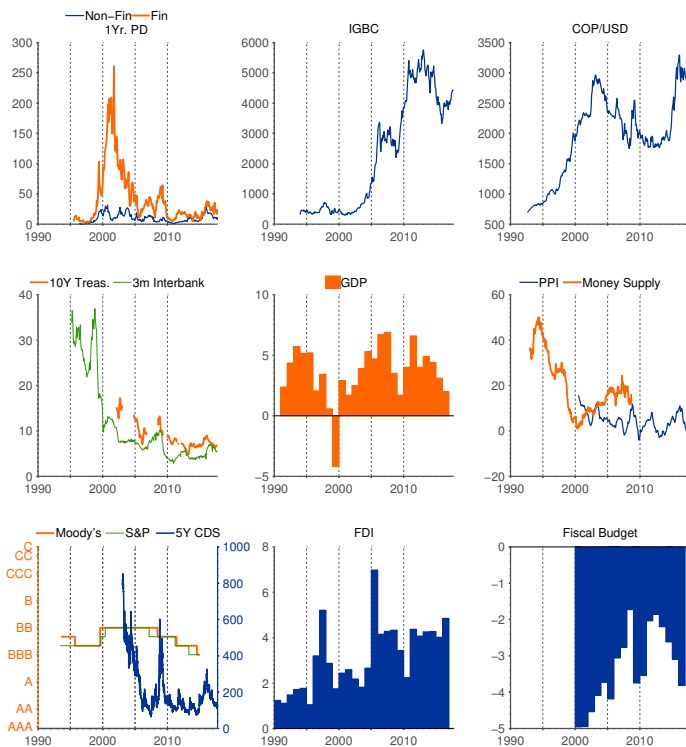 Non−Fin Fin
1Yr. PD
300
250
200
150
100
50
0
1990 2000 2010
IGBC
6000
5000
4000
3000
2000
1000
0
1990 2000 2010
COP/USD
3500
3000
2500
2000
1500
1000
500
1990 2000 2010
10Y Treas. 3m Interbank
40
30
20
10
0
1990 2000 2010
GDP
10
5
0
−5
1990 2000 2010
PPI Money Supply
60
40
20
0
−20
1990 2000 2010
Moody's S&P 5Y CDS
C
CC
CCC
B
BB
BBB
A
AA
AAA
1000
800
600
400
200
0
1990 2000 2010
FDI
8
6
4
2
0
1990 2000 2010
Fiscal Budget
0
−1
−2
−3
−4
−5
1990 2000 2010